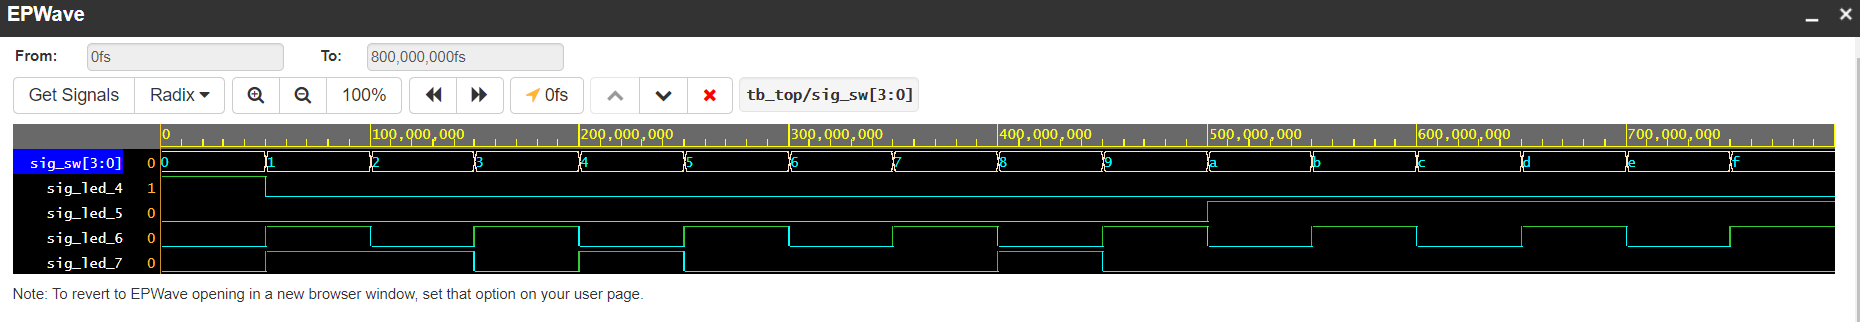 EPWave
From: 0fs To: 800,000,000fs
Get Signals Radix 100% 0fs tb_top/sig_sw[3:0]
0 100,000,000 200,000,000 300,000,000 400,000,000 500,000,000 600,000,000 700,000,000
sig_sw[3:0] 0 0 1 2 3 4 5 6 7 8 9 a b c d e f
sig_led_4 1
sig_led_5 0
sig_led_6 0
sig_led_7 0
Note: To revert to EPWave opening in a new browser window, set that option on your user page.